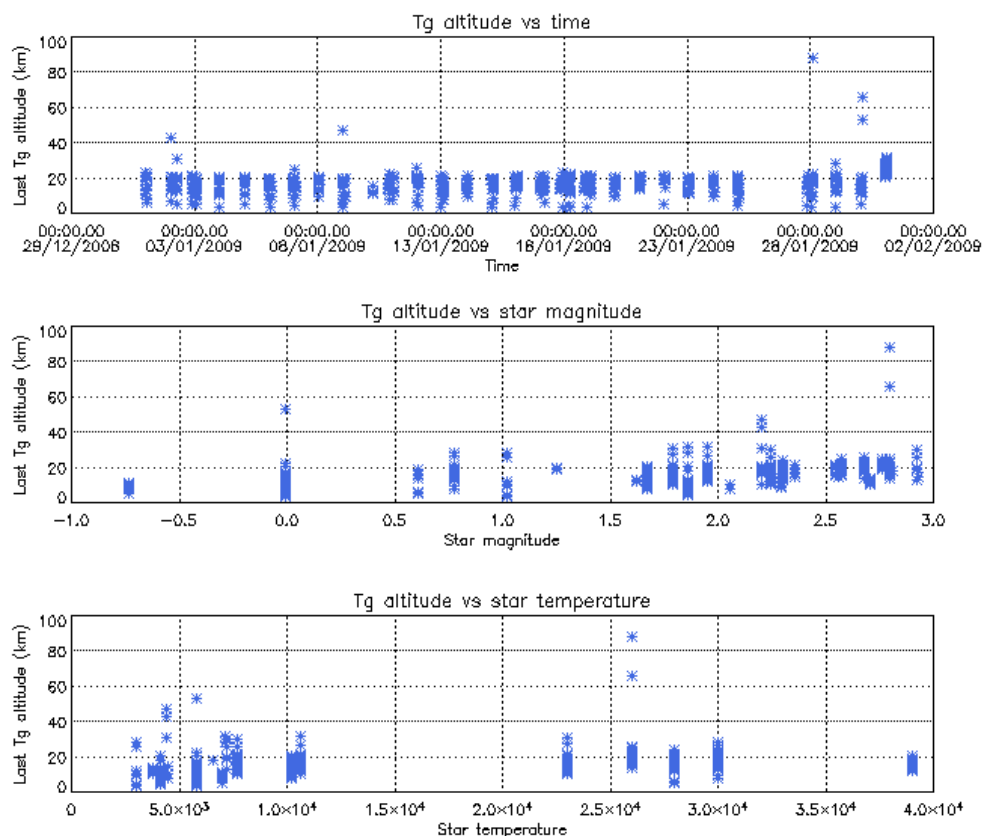 Tg altitude vs time
Last Tg altitude (km)
100
80
60
40
20
0
00:00.00 00:00.00 00:00.00 00:00.00 00:00.00 00:00.00 00:00.00 00:00.00
29/12/2008 03/01/2009 08/01/2009 13/01/2009 18/01/2009 23/01/2009 28/01/2009 02/02/2009
Time
Tg altitude vs star magnitude
Last Tg altitude (km)
100
80
60
40
20
0
-1.0 -0.5 0.0 0.5 1.0 1.5 2.0 2.5 3.0
Star magnitude
Tg altitude vs star temperature
Last Tg altitude (km)
100
80
60
40
20
0
0 5.0×10³ 1.0×10⁴ 1.5×10⁴ 2.0×10⁴ 2.5×10⁴ 3.0×10⁴ 3.5×10⁴ 4.0×10⁴
Star temperature